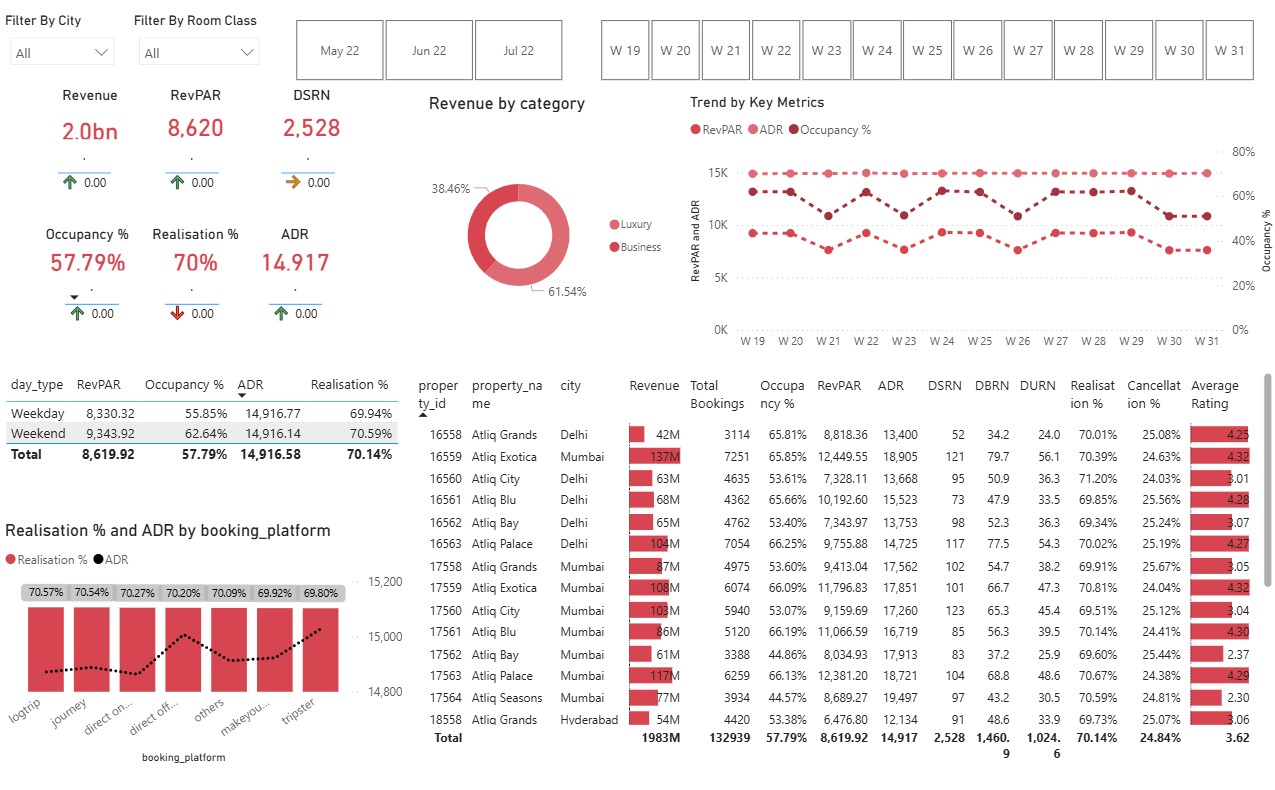 Filter By City
Filter By Room Class
All
All
May 22
Jun 22
Jul 22
W 19
W 20
W 21
W 22
W 23
W 24
W 25
W 26
W 27
W 28
W 29
W 30
W 31
Revenue
RevPAR
DSRN
2.0bn
8,620
2,528
0.00
0.00
0.00
Occupancy %
Realisation %
ADR
57.79%
70%
14.917
0.00
0.00
0.00
Revenue by category
38.46%
61.54%
Luxury
Business
Trend by Key Metrics
RevPAR ADR Occupancy %
RevPAR and ADR
15K
10K
5K
0K
80%
60%
40%
20%
0%
Occupancy %
W 19 W 20 W 21 W 22 W 23 W 24 W 25 W 26 W 27 W 28 W 29 W 30 W 31
day_type RevPAR Occupancy % ADR Realisation %
Weekday 8,330.32 55.85% 14,916.77 69.94%
Weekend 9,343.92 62.64% 14,916.14 70.59%
Total 8,619.92 57.79% 14,916.58 70.14%
Realisation % and ADR by booking_platform
Realisation % ADR
70.57% 70.54% 70.27% 70.20% 70.09% 69.92% 69.80%
15,200
15,000
14,800
logtrip journey direct on... direct off... others makeyou... tripster
booking_platform
proper property_na city Revenue Total Occupa RevPAR ADR DSRN DBRN DURN Realisat Cancellat Average
ty_id me Bookings ncy % ion % ion % Rating
16558 Atliq Grands Delhi 42M 3114 65.81% 8,818.36 13,400 52 34.2 24.0 70.01% 25.08% 4.25
16559 Atliq Exotica Mumbai 137M 7251 65.85% 12,449.55 18,905 121 79.7 56.1 70.39% 24.63% 4.32
16560 Atliq City Delhi 63M 4635 53.61% 7,328.11 13,668 95 50.9 36.3 71.20% 24.03% 3.01
16561 Atliq Blu Delhi 68M 4362 65.66% 10,192.60 15,523 73 47.9 33.5 69.85% 25.56% 4.28
16562 Atliq Bay Delhi 65M 4762 53.40% 7,343.97 13,753 98 52.3 36.3 69.34% 25.24% 3.07
16563 Atliq Palace Delhi 104M 7054 66.25% 9,755.88 14,725 117 77.5 54.3 70.02% 25.19% 4.27
17558 Atliq Grands Mumbai 87M 4975 53.60% 9,413.04 17,562 102 54.7 38.2 69.91% 25.67% 3.05
17559 Atliq Exotica Mumbai 108M 6074 66.09% 11,796.83 17,851 101 66.7 47.3 70.81% 24.04% 4.32
17560 Atliq City Mumbai 103M 5940 53.07% 9,159.69 17,260 123 65.3 45.4 69.51% 25.12% 3.04
17561 Atliq Blu Mumbai 86M 5120 66.19% 11,066.59 16,719 85 56.3 39.5 70.14% 24.41% 4.30
17562 Atliq Bay Mumbai 61M 3388 44.86% 8,034.93 17,913 83 37.2 25.9 69.60% 25.44% 2.37
17563 Atliq Palace Mumbai 117M 6259 66.13% 12,381.20 18,721 104 68.8 48.6 70.67% 24.38% 4.29
17564 Atliq Seasons Mumbai 77M 3934 44.57% 8,689.27 19,497 97 43.2 30.5 70.59% 24.81% 2.30
18558 Atliq Grands Hyderabad 54M 4420 53.38% 6,476.80 12,134 91 48.6 33.9 69.73% 25.07% 3.06
Total 1983M 132939 57.79% 8,619.92 14,917 2,528 1,460. 1,024. 70.14% 24.84% 3.62
9 6